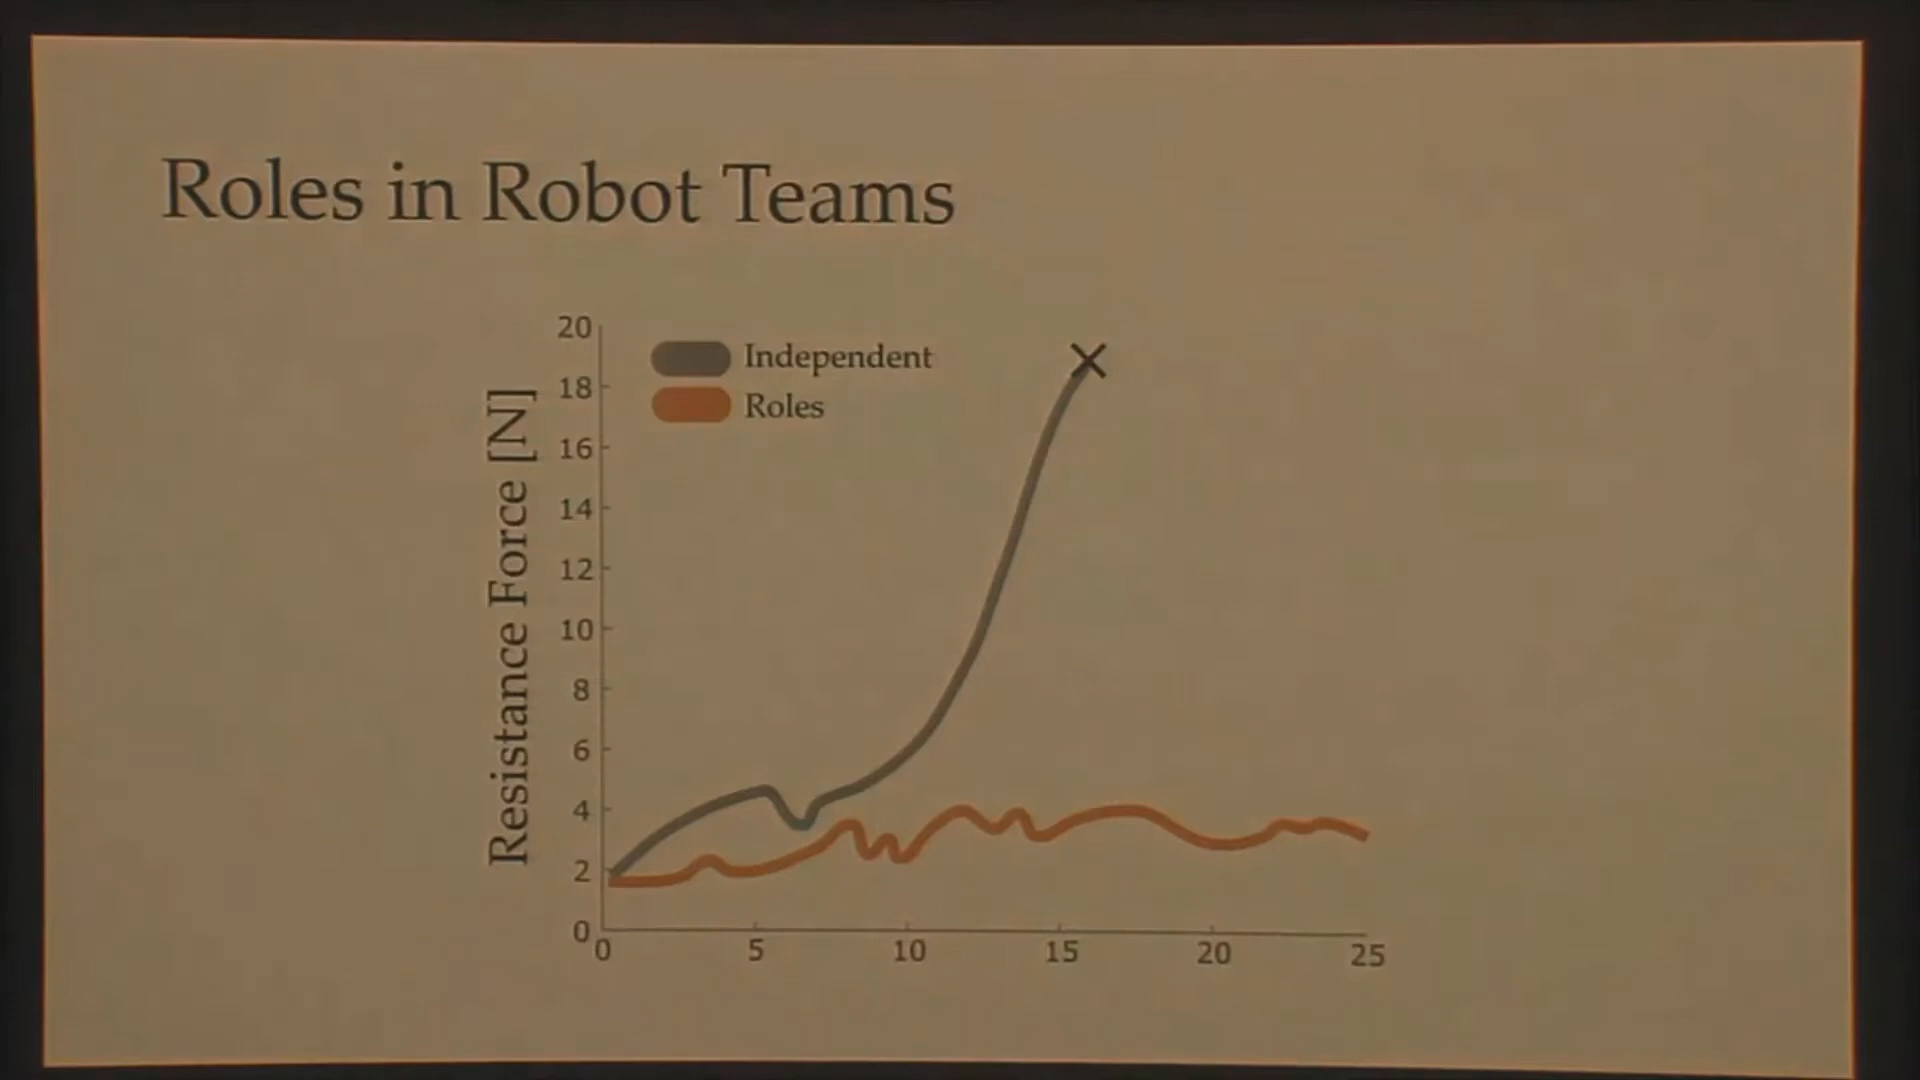 Roles in Robot Teams
Independent
Roles
Resistance Force [N]
20
18
16
14
12
10
8
6
4
2
0
0 5 10 15 20 25